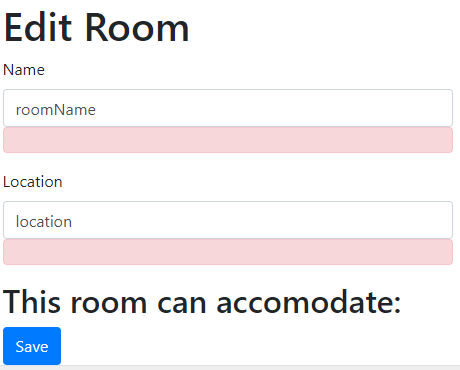 Edit Room
Name
roomName
Location
location
This room can accomodate:
Save